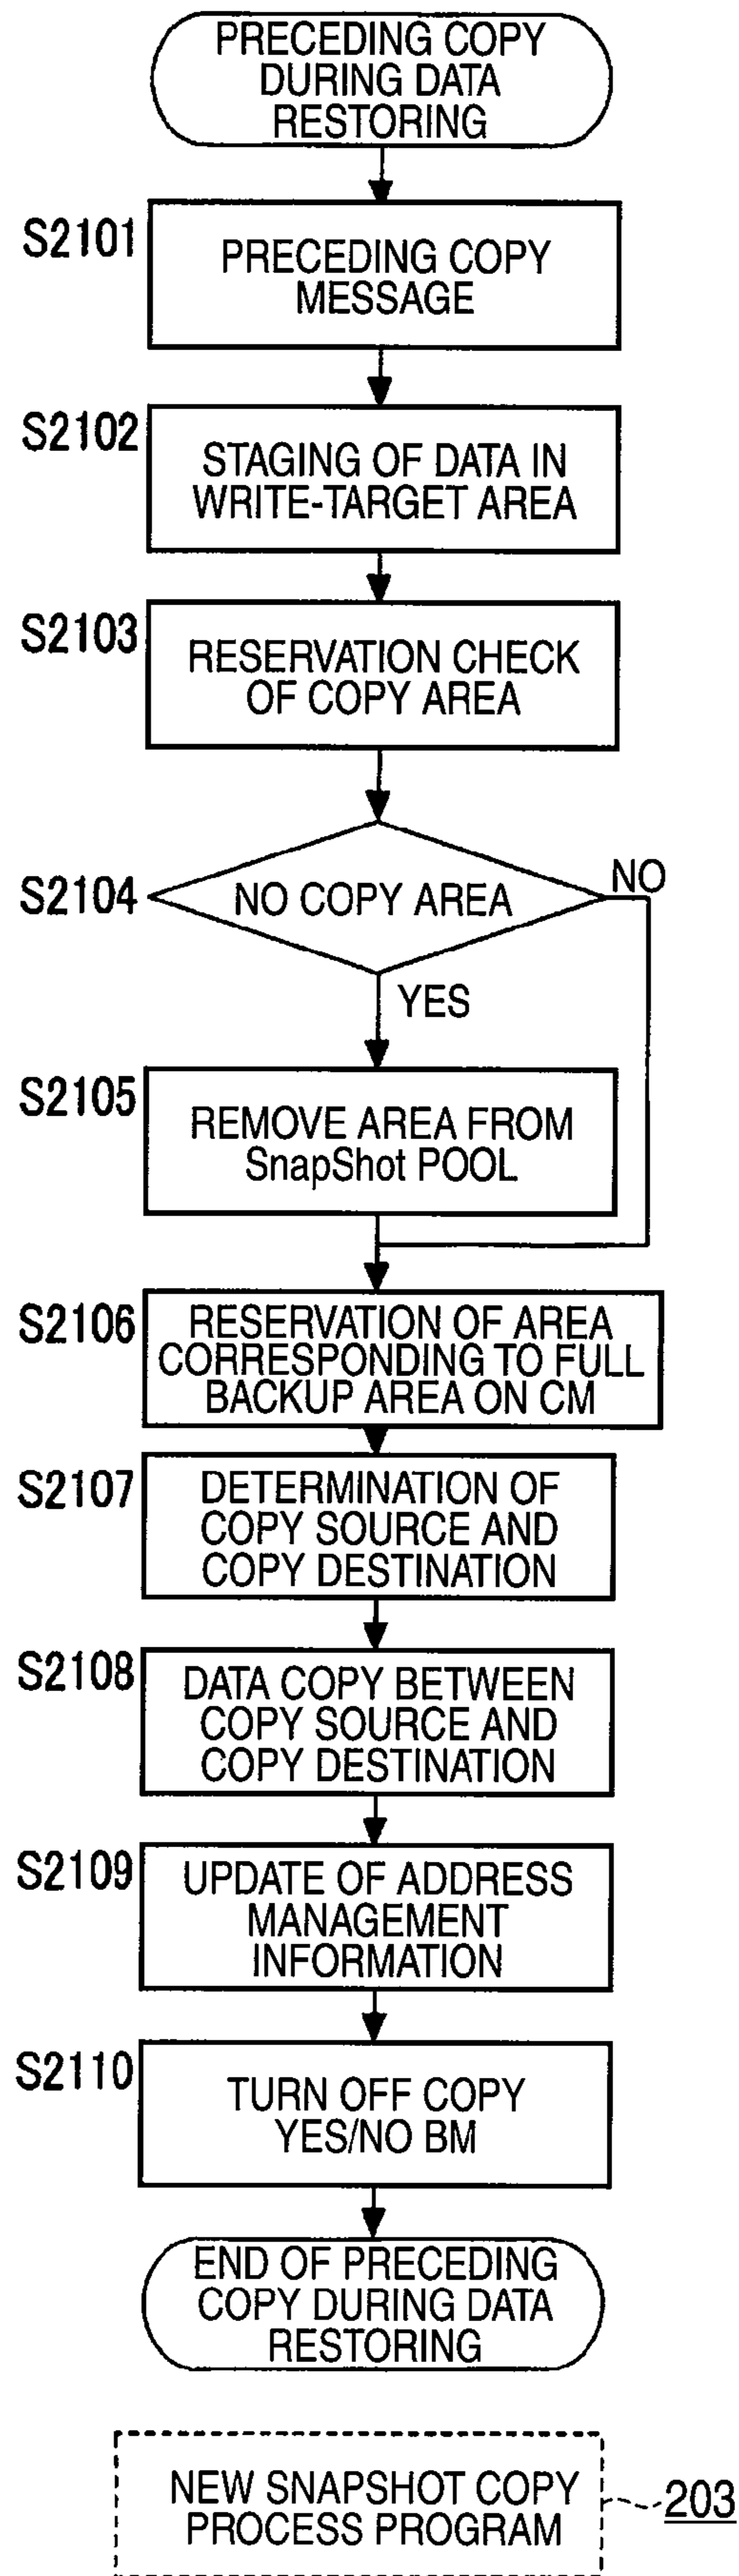 PRECEDING COPY
DURING DATA
RESTORING
S2101
PRECEDING COPY
MESSAGE
S2102
STAGING OF DATA IN
WRITE-TARGET AREA
S2103
RESERVATION CHECK
OF COPY AREA
S2104
NO COPY AREA
NO
YES
S2105
REMOVE AREA FROM
SnapShot POOL
S2106
RESERVATION OF AREA
CORRESPONDING TO FULL
BACKUP AREA ON CM
S2107
DETERMINATION OF
COPY SOURCE AND
COPY DESTINATION
S2108
DATA COPY BETWEEN
COPY SOURCE AND
COPY DESTINATION
S2109
UPDATE OF ADDRESS
MANAGEMENT
INFORMATION
S2110
TURN OFF COPY
YES/NO BM
END OF PRECEDING
COPY DURING DATA
RESTORING
NEW SNAPSHOT COPY
PROCESS PROGRAM
203